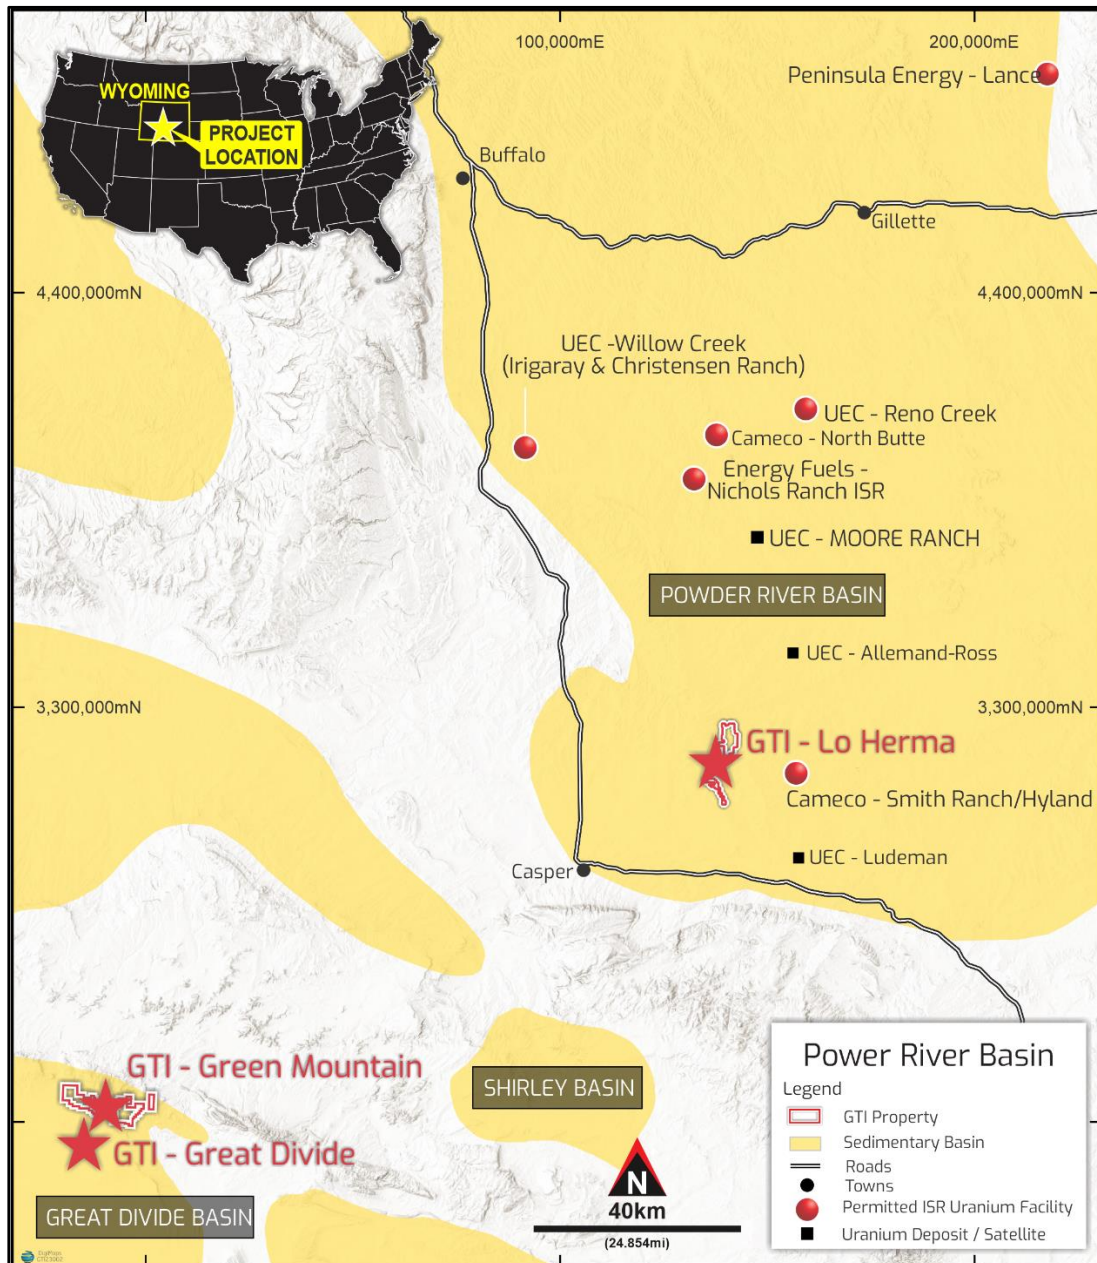 100,000mE
200,000mE
Peninsula Energy - Lance
WYOMING
PROJECT
LOCATION
Buffalo
Gillette
4,400,000mN
4,400,000mN
UEC -Willow Creek
(Irigaray & Christensen Ranch)
UEC - Reno Creek
Cameco - North Butte
Energy Fuels -
Nichols Ranch ISR
UEC - MOORE RANCH
POWDER RIVER BASIN
UEC - Allemand-Ross
3,300,000mN
3,300,000mN
GTI - Lo Herma
Cameco - Smith Ranch/Hyland
UEC - Ludeman
Casper
GTI - Green Mountain
SHIRLEY BASIN
GTI - Great Divide
GREAT DIVIDE BASIN
N
40km
(24.854mi)
Power River Basin
Legend
GTI Property
Sedimentary Basin
Roads
Towns
Permitted ISR Uranium Facility
Uranium Deposit / Satellite